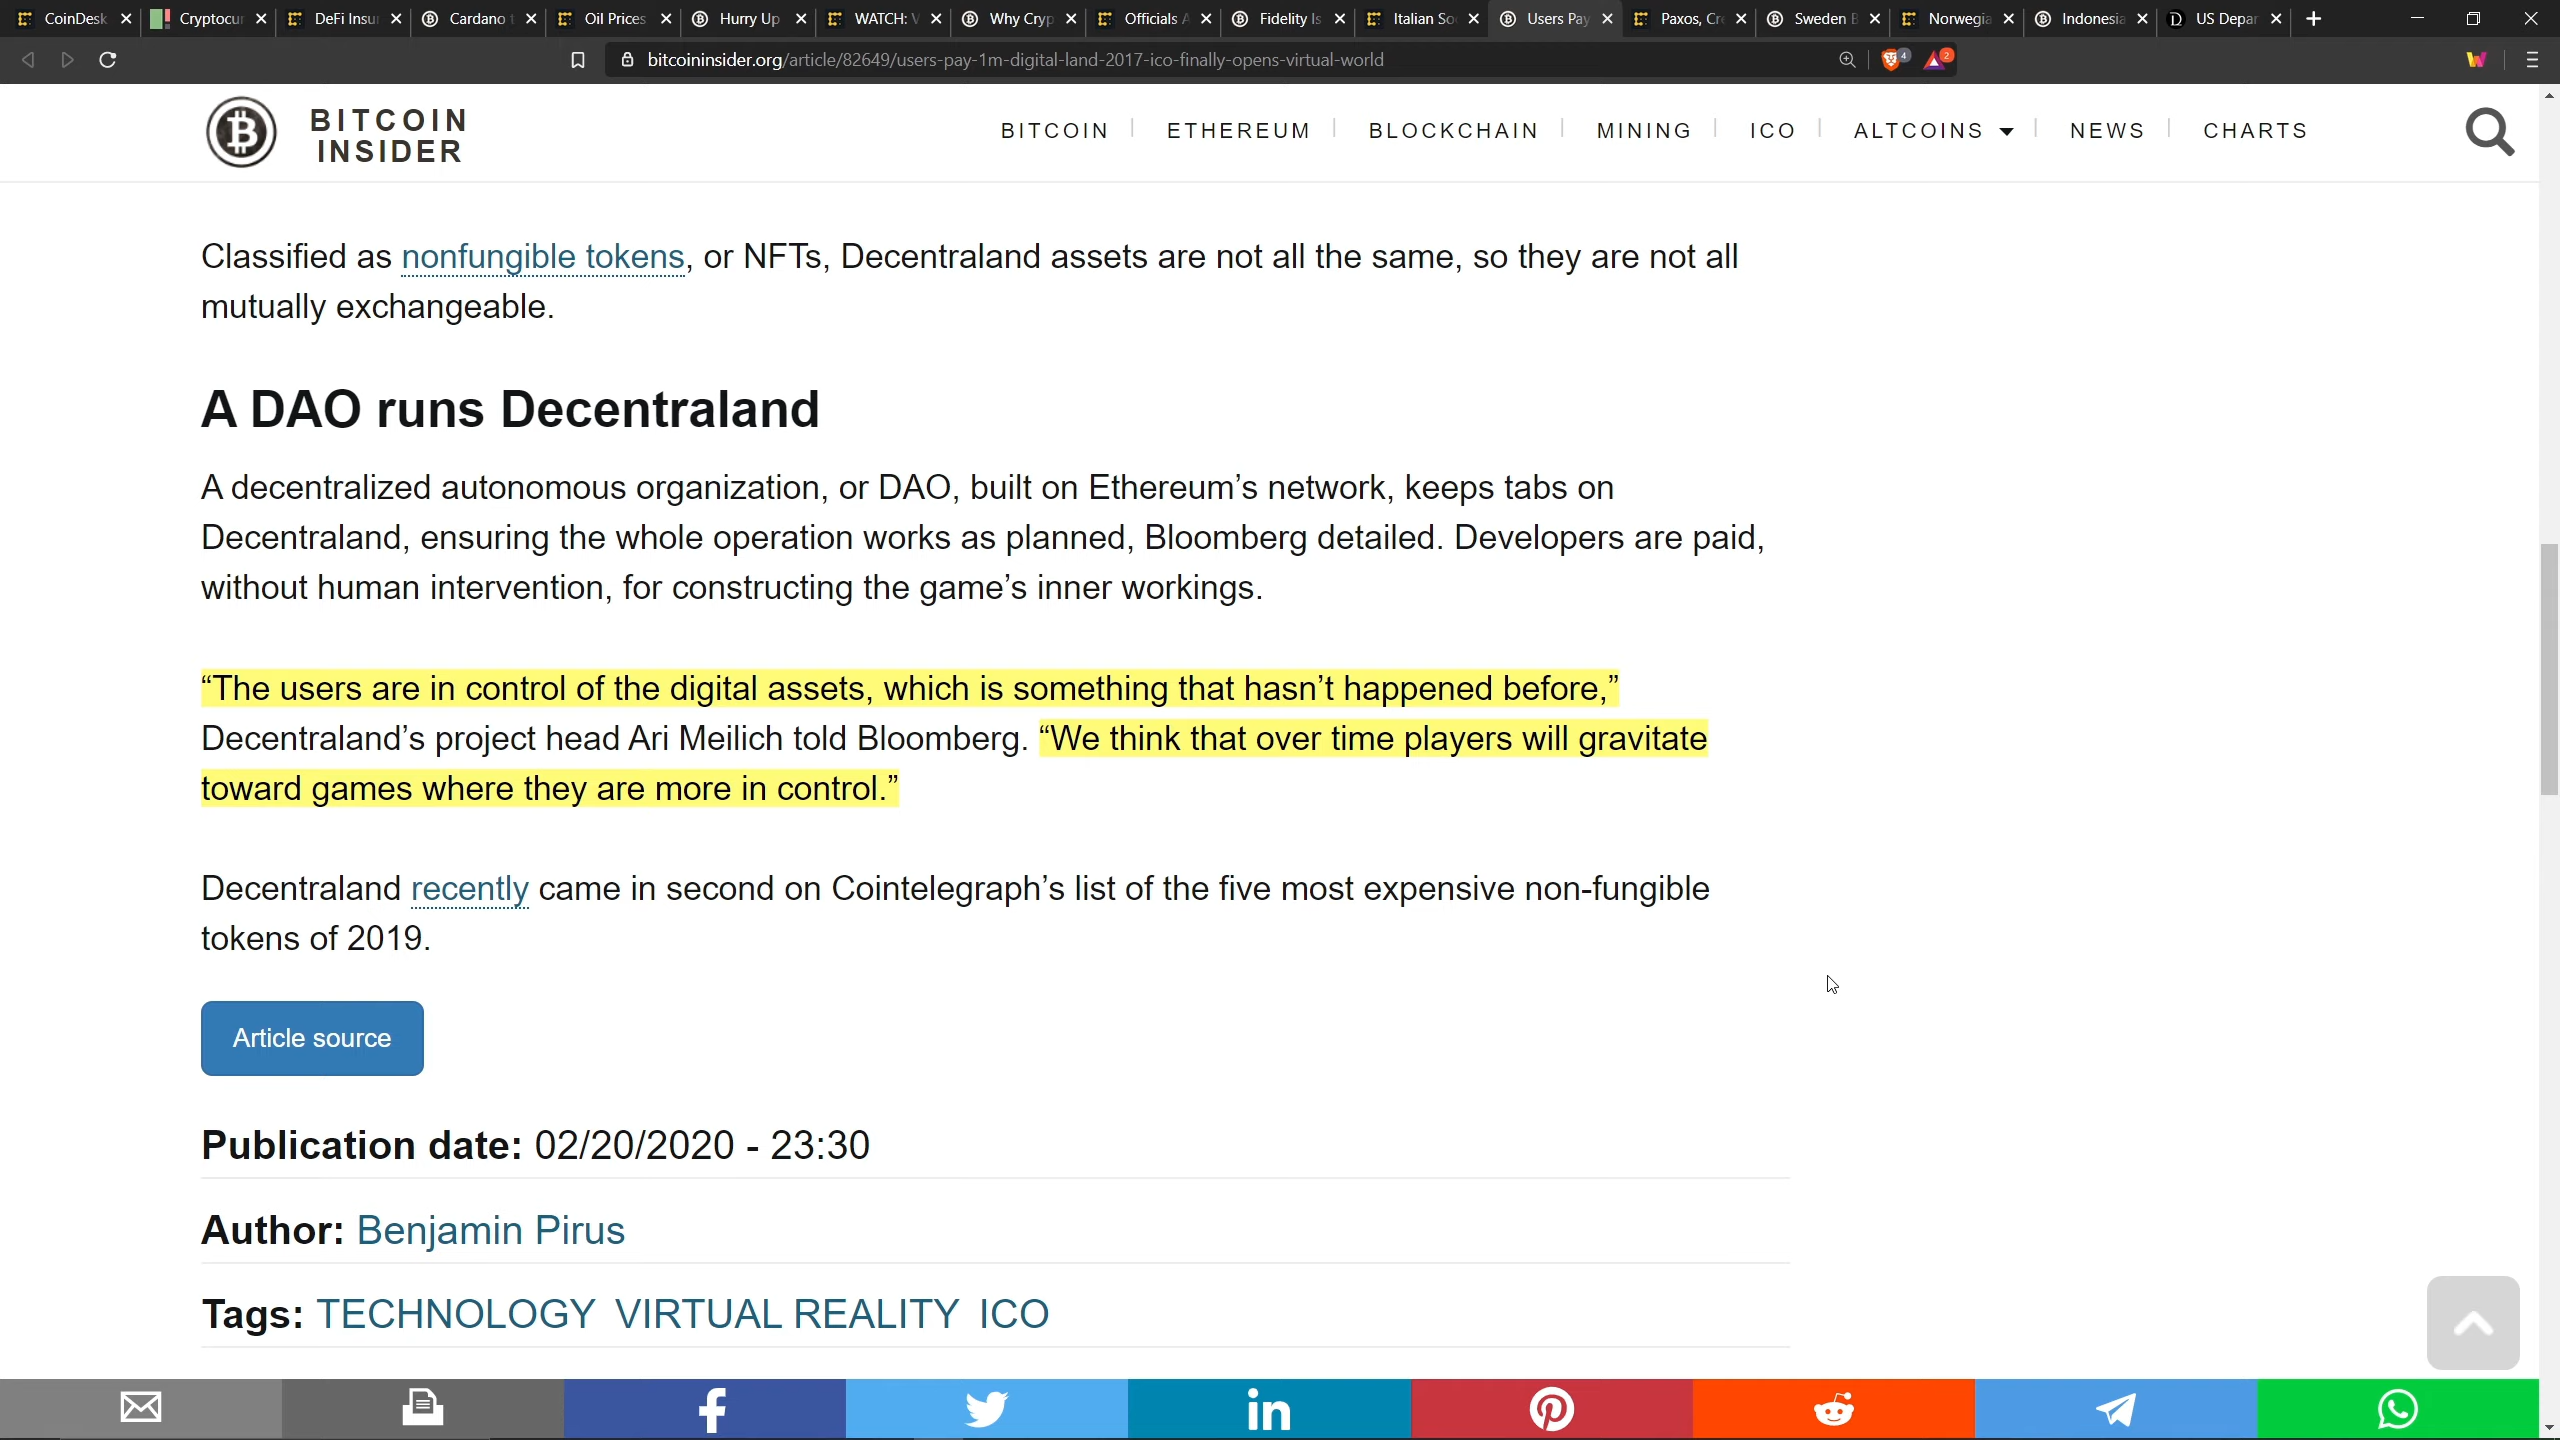 CoinDesk
Cryptocur
DeFi Insur
Cardano
Oil Prices
Hurry Up
WATCH: V
Why Cryp
Officials A
Fidelity Is
Italian So
Users Pay
Paxos, Cr
Sweden B
Norwegia
Indonesia
US Depar
bitcoininsider.org/article/82649/users-pay-1m-digital-land-2017-ico-finally-opens-virtual-world
4
2
BITCOIN
INSIDER
BITCOIN ETHEREUM BLOCKCHAIN MINING ICO ALTCOINS NEWS CHARTS
Classified as nonfungible tokens, or NFTs, Decentraland assets are not all the same, so they are not all
mutually exchangeable.
A DAO runs Decentraland
A decentralized autonomous organization, or DAO, built on Ethereum’s network, keeps tabs on
Decentraland, ensuring the whole operation works as planned, Bloomberg detailed. Developers are paid,
without human intervention, for constructing the game’s inner workings.
“The users are in control of the digital assets, which is something that hasn’t happened before,”
Decentraland’s project head Ari Meilich told Bloomberg. “We think that over time players will gravitate
toward games where they are more in control.”
Decentraland recently came in second on Cointelegraph’s list of the five most expensive non-fungible
tokens of 2019.
Article source
Publication date: 02/20/2020 - 23:30
Author: Benjamin Pirus
Tags: TECHNOLOGY VIRTUAL REALITY ICO